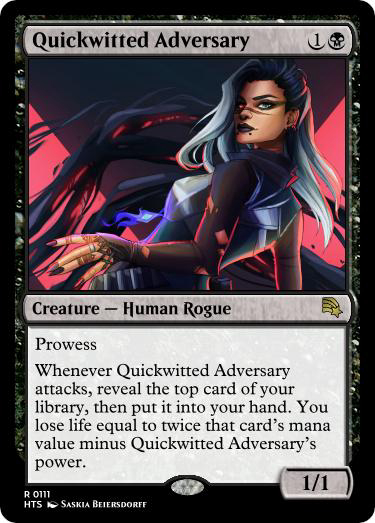 Quickwitted Adversary 1
Creature — Human Rogue
Prowess
Whenever Quickwitted Adversary
attacks, reveal the top card of your
library, then put it into your hand. You
lose life equal to twice that card's mana
value minus Quickwitted Adversary's
power.
1/1
R 0111
HTS Saskia Beiersdorff